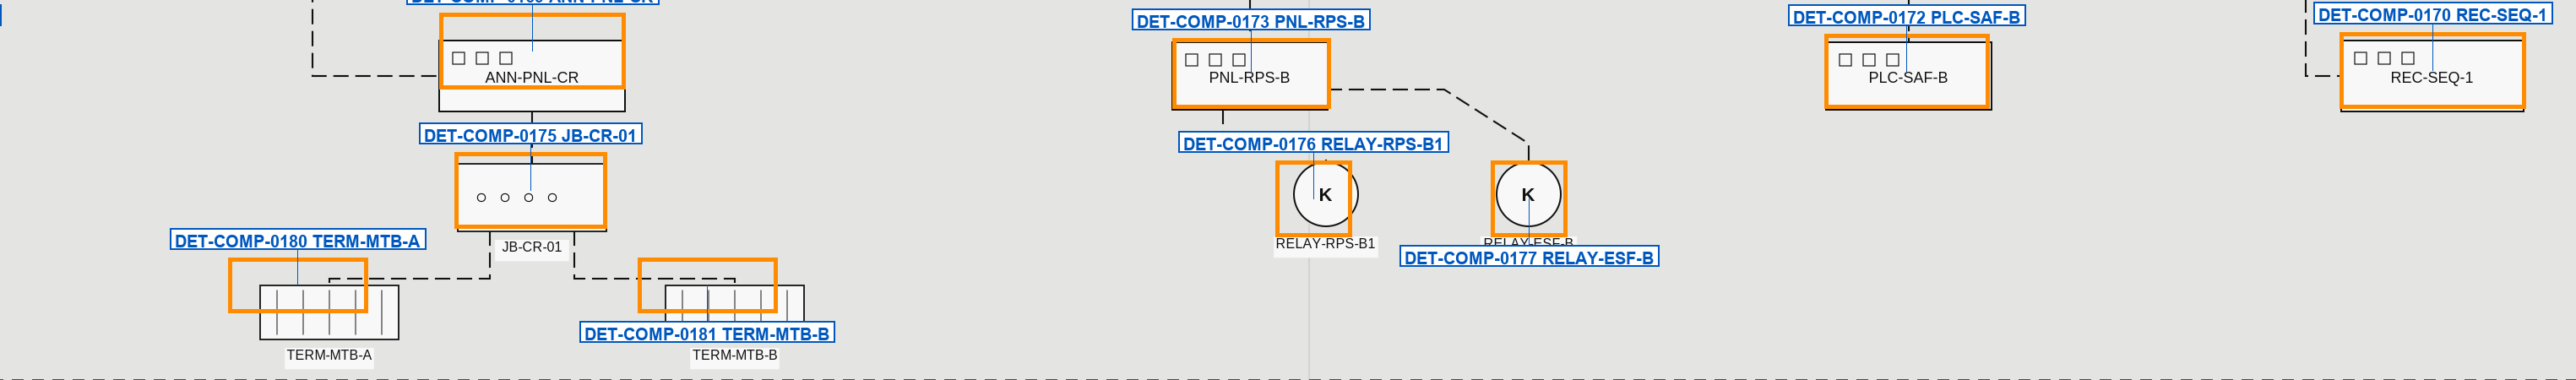 DET-COMP-0173 PNL-RPS-B
DET-COMP-0172 PLC-SAF-B
DET-COMP-0170 REC-SEQ-1
ANN-PNL-CR
PNL-RPS-B
PLC-SAF-B
REC-SEQ-1
DET-COMP-0175 JB-CR-01
DET-COMP-0176 RELAY-RPS-B1
K
K
DET-COMP-0180 TERM-MTB-A
JB-CR-01
RELAY-RPS-B1
RELAY-ESF-B
DET-COMP-0177 RELAY-ESF-B
DET-COMP-0181 TERM-MTB-B
TERM-MTB-A
TERM-MTB-B